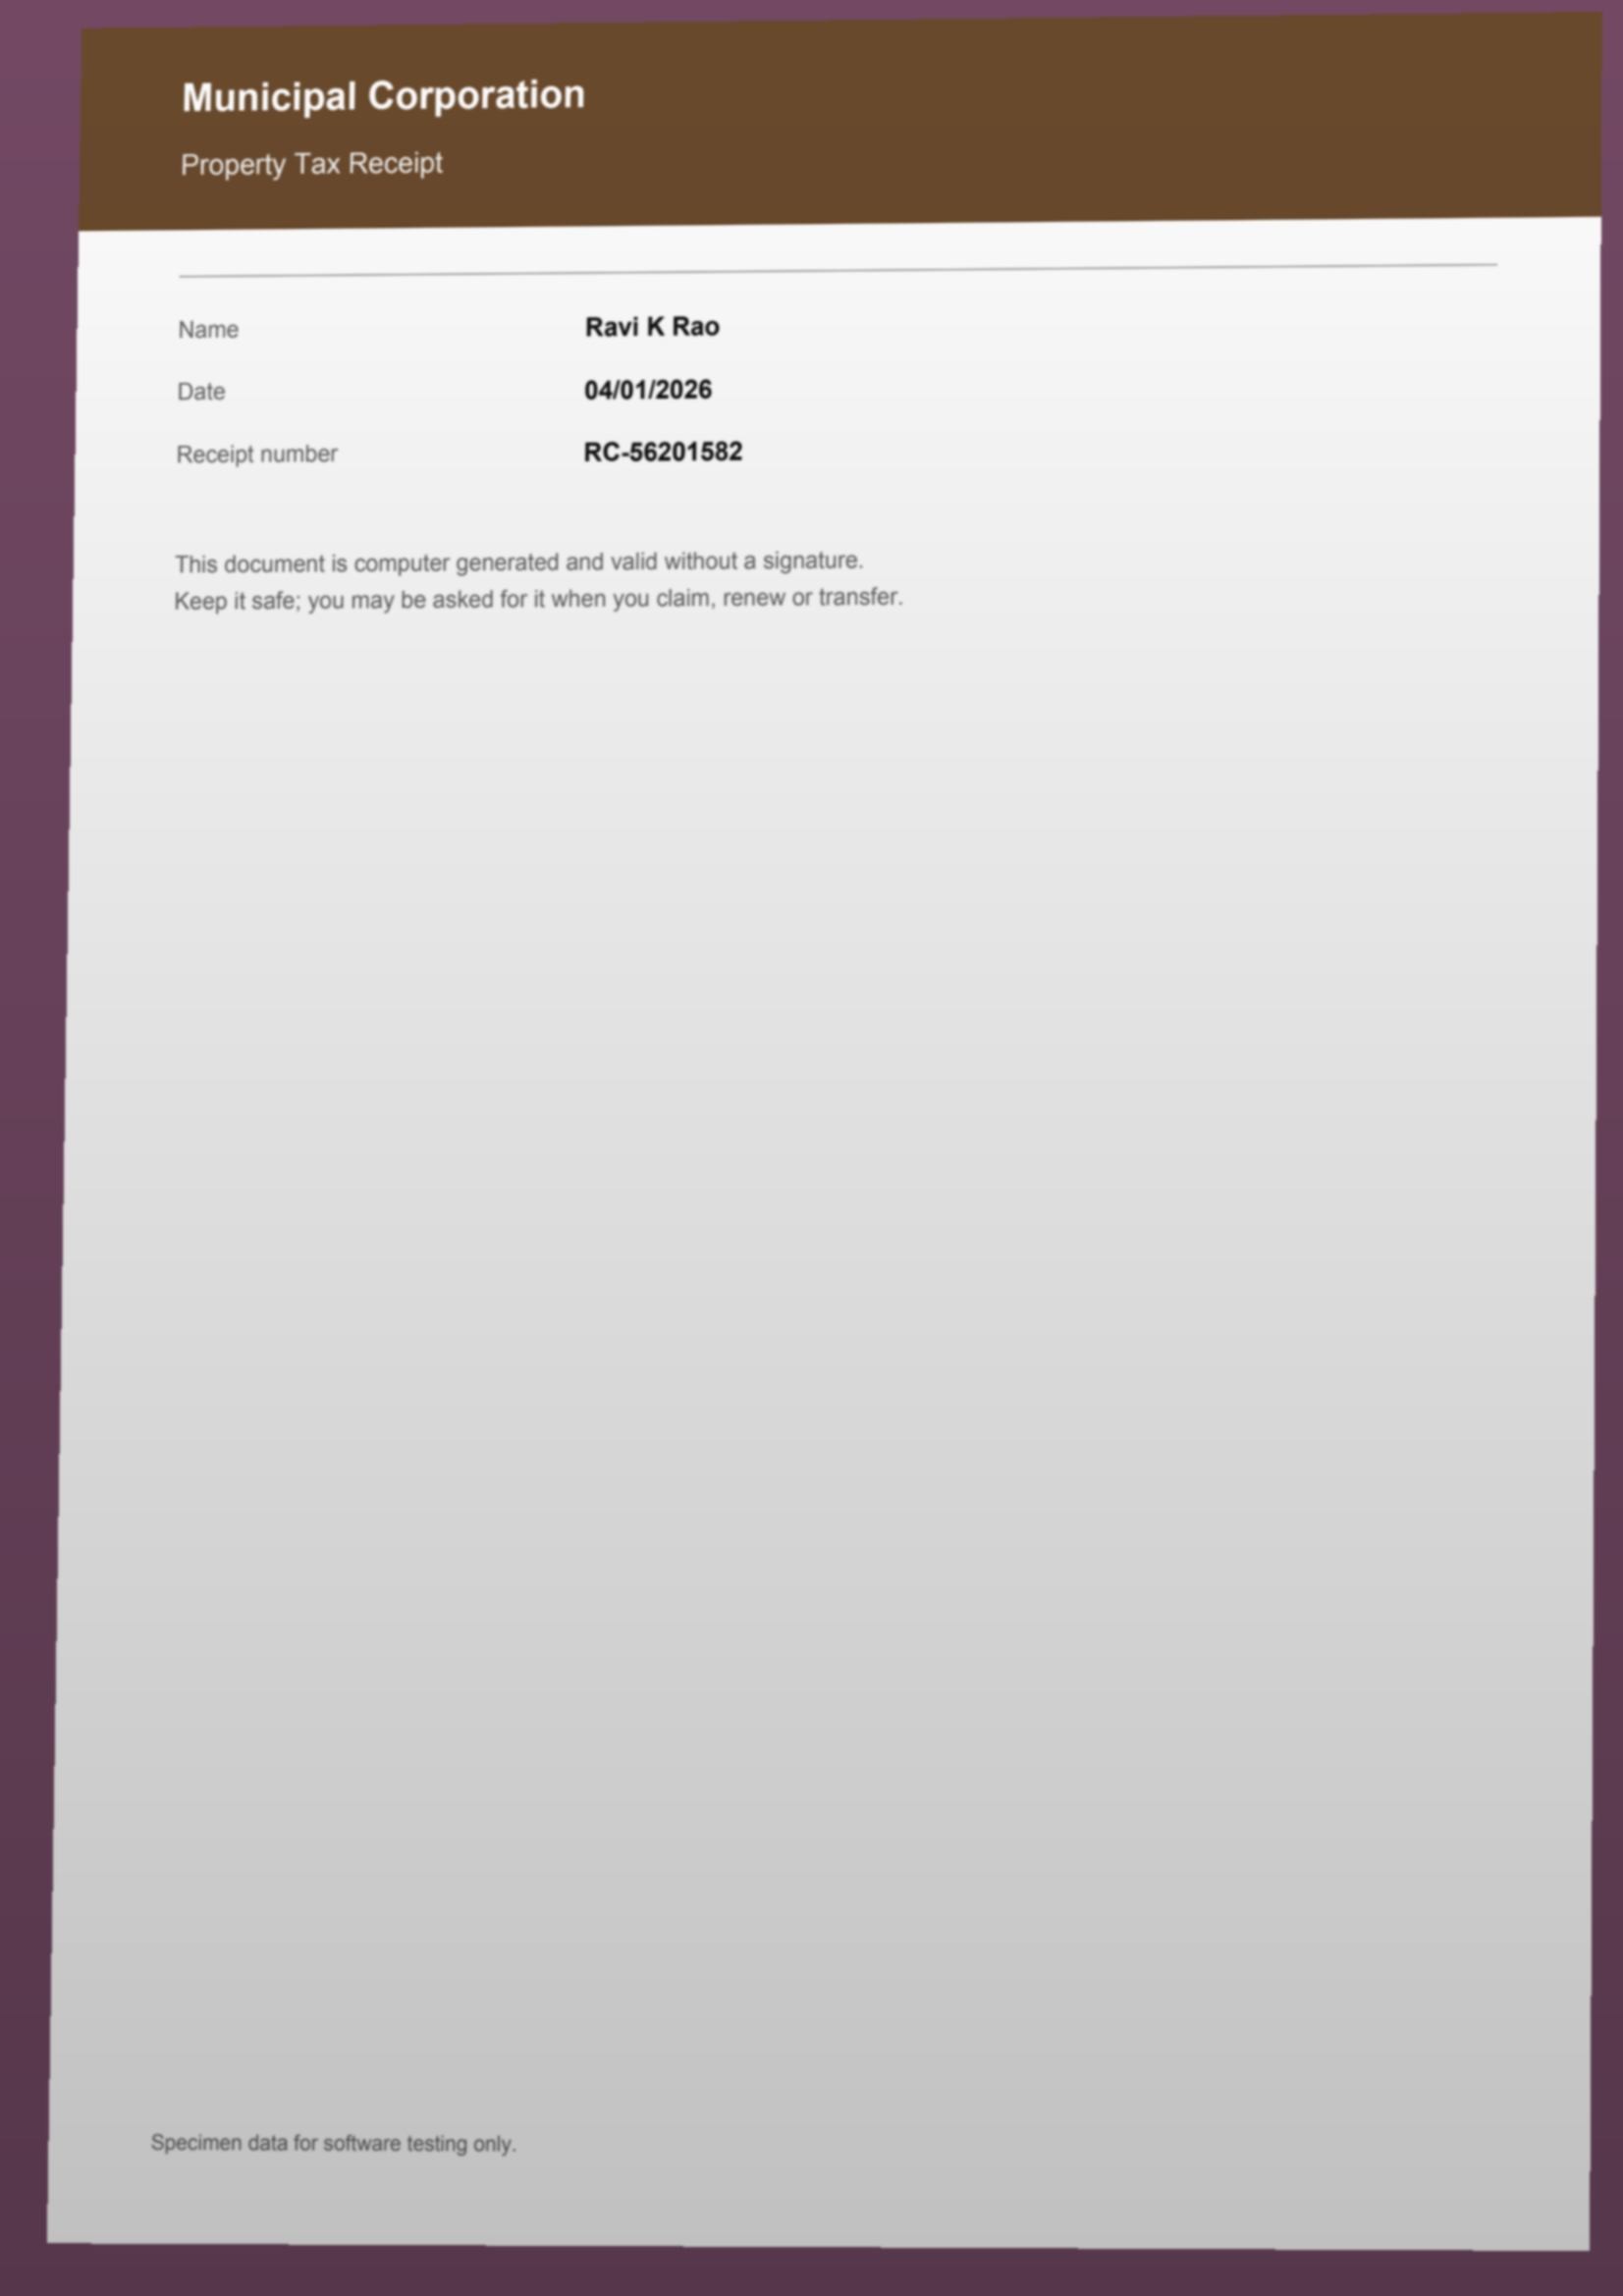 Municipal Corporation
Property Tax Receipt
Name Ravi K Rao
Date 04/01/2026
Receipt number RC-56201582
This document is computer generated and valid without a signature.
Keep it safe; you may be asked for it when you claim, renew or transfer.
Specimen data for software testing only.